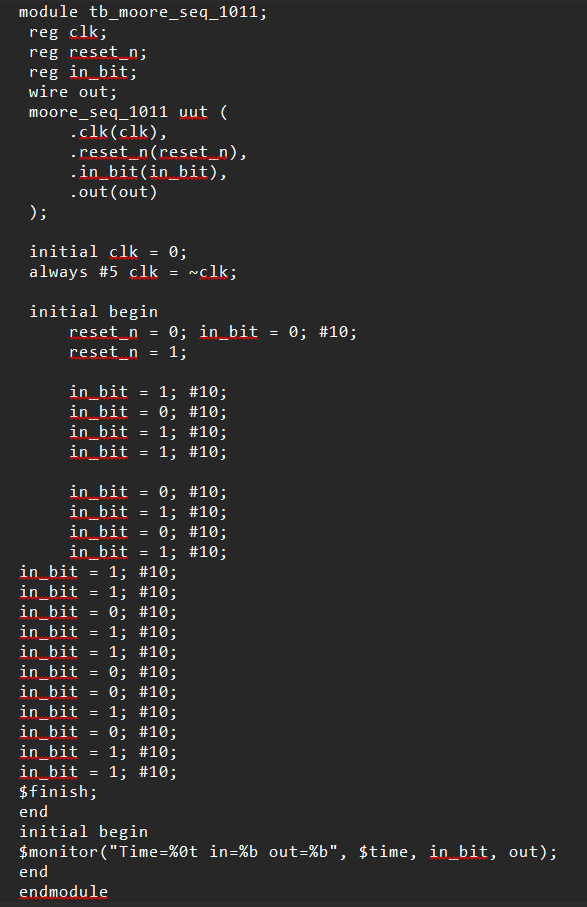 module tb_moore_seq_1011;
reg clk;
reg reset_n;
reg in_bit;
wire out;
moore_seq_1011 uut (
.clk(clk),
.reset_n(reset_n),
.in_bit(in_bit),
.out(out)
);
initial clk = 0;
always #5 clk = ~clk;
initial begin
reset_n = 0; in_bit = 0; #10;
reset_n = 1;
in_bit = 1; #10;
in_bit = 0; #10;
in_bit = 1; #10;
in_bit = 1; #10;
in_bit = 0; #10;
in_bit = 1; #10;
in_bit = 0; #10;
in_bit = 1; #10;
in_bit = 1; #10;
in_bit = 1; #10;
in_bit = 0; #10;
in_bit = 1; #10;
in_bit = 1; #10;
in_bit = 0; #10;
in_bit = 0; #10;
in_bit = 1; #10;
in_bit = 0; #10;
in_bit = 1; #10;
in_bit = 1; #10;
$finish;
end
initial begin
$monitor("Time=%0t in=%b out=%b", $time, in_bit, out);
end
endmodule